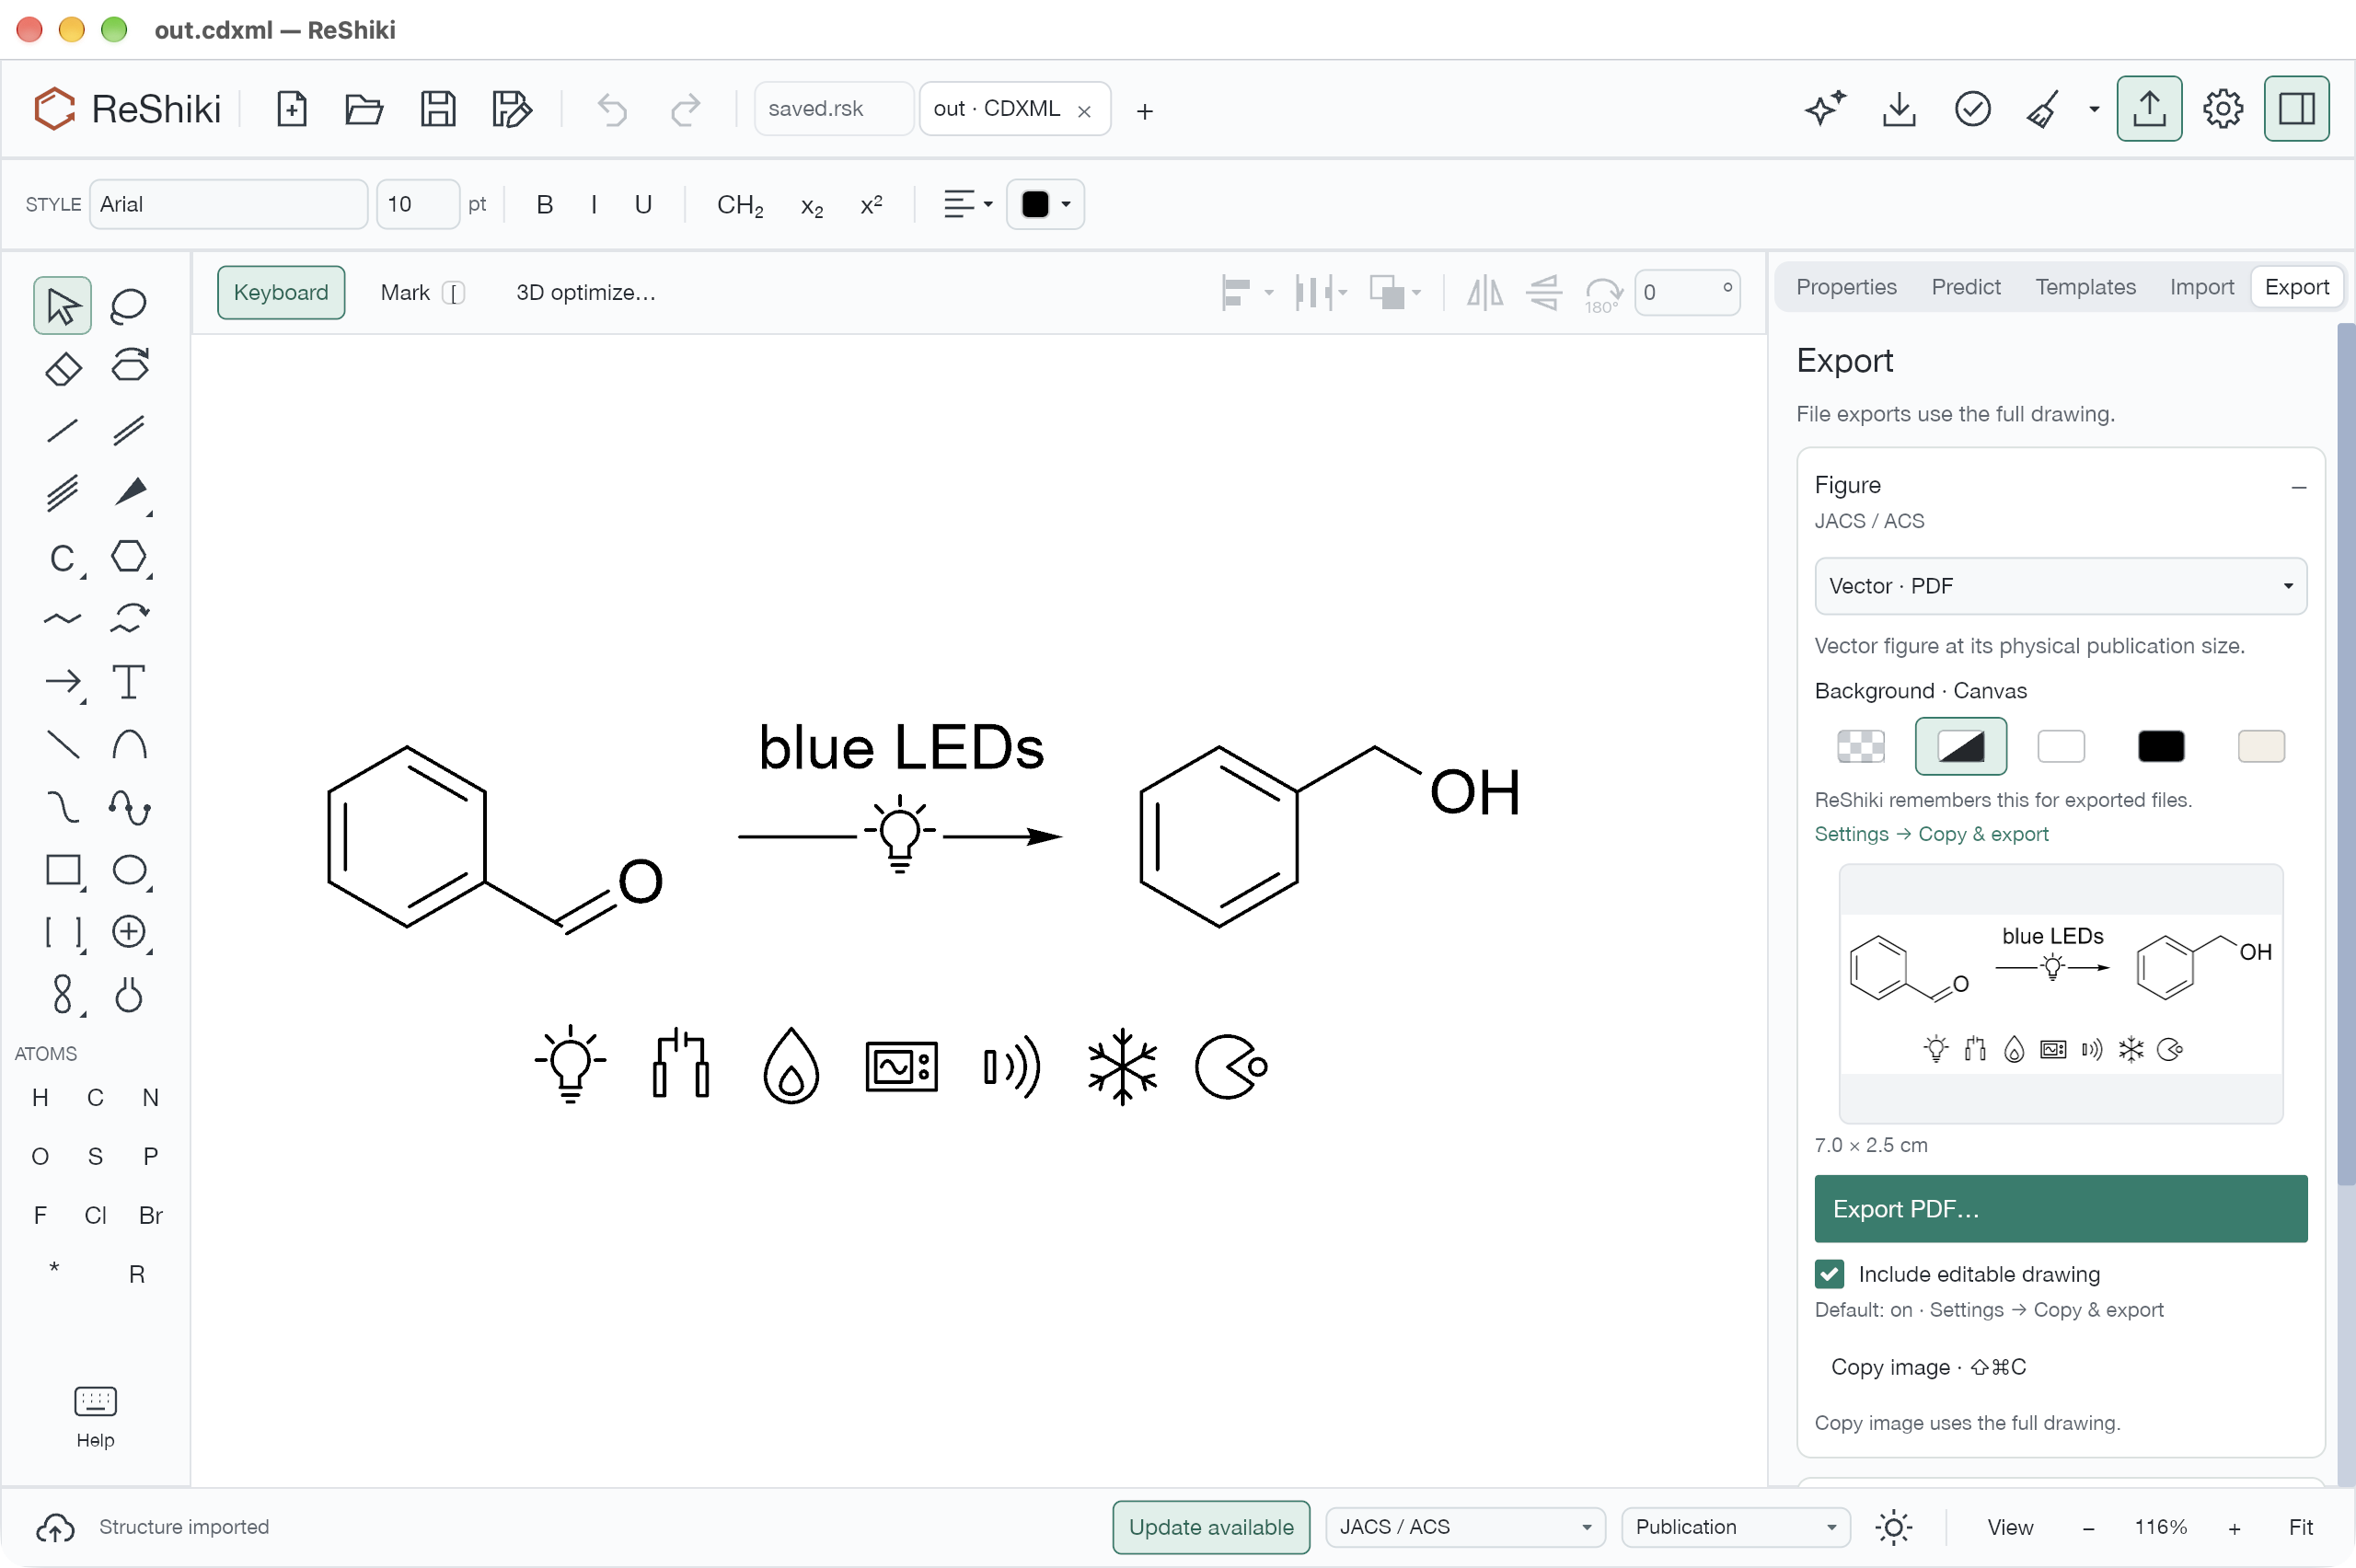 out.cdxml — ReShiki
ReShiki
saved.rsk
out · CDXML ×
+
STYLE
Arial
10
pt
B I U
CH₂ x₂ x²
Keyboard
Mark [
3D optimize...
180°
0 °
Properties
Predict
Templates
Import
Export
C
T
[ ]
ATOMS
H C N
O S P
F Cl Br
* R
Help
blue LEDs
O
OH
Export
File exports use the full drawing.
Figure
JACS / ACS
Vector · PDF
Vector figure at its physical publication size.
Background · Canvas
ReShiki remembers this for exported files.
Settings → Copy & export
blue LEDs
O
OH
7.0 × 2.5 cm
Export PDF...
Include editable drawing
Default: on · Settings → Copy & export
Copy image · ⇧⌘C
Copy image uses the full drawing.
Structure imported
Update available
JACS / ACS
Publication
View
− 116% +
Fit